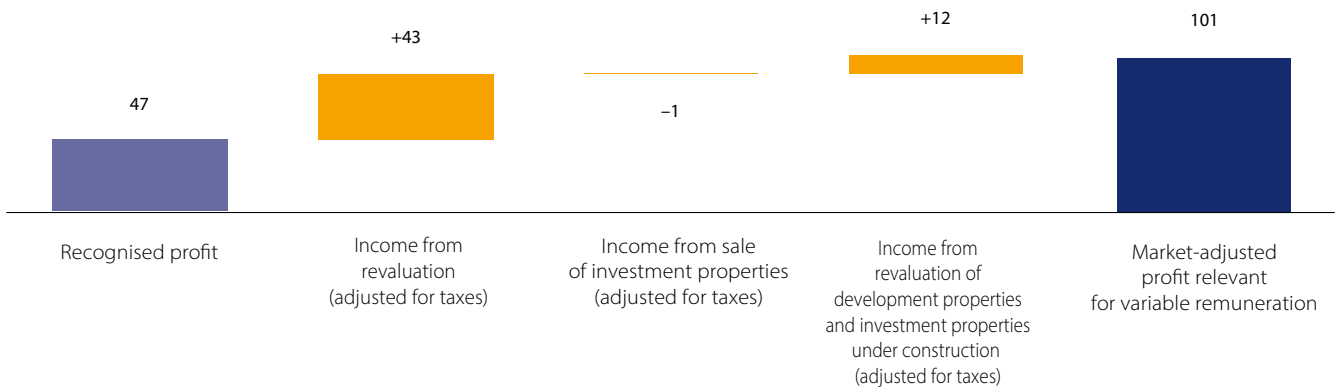 47
+43
–1
+12
101
Recognised profit
Income from
revaluation
(adjusted for taxes)
Income from sale
of investment properties
(adjusted for taxes)
Income from
revaluation of
development properties
and investment properties
under construction
(adjusted for taxes)
Market-adjusted
profit relevant
for variable remuneration